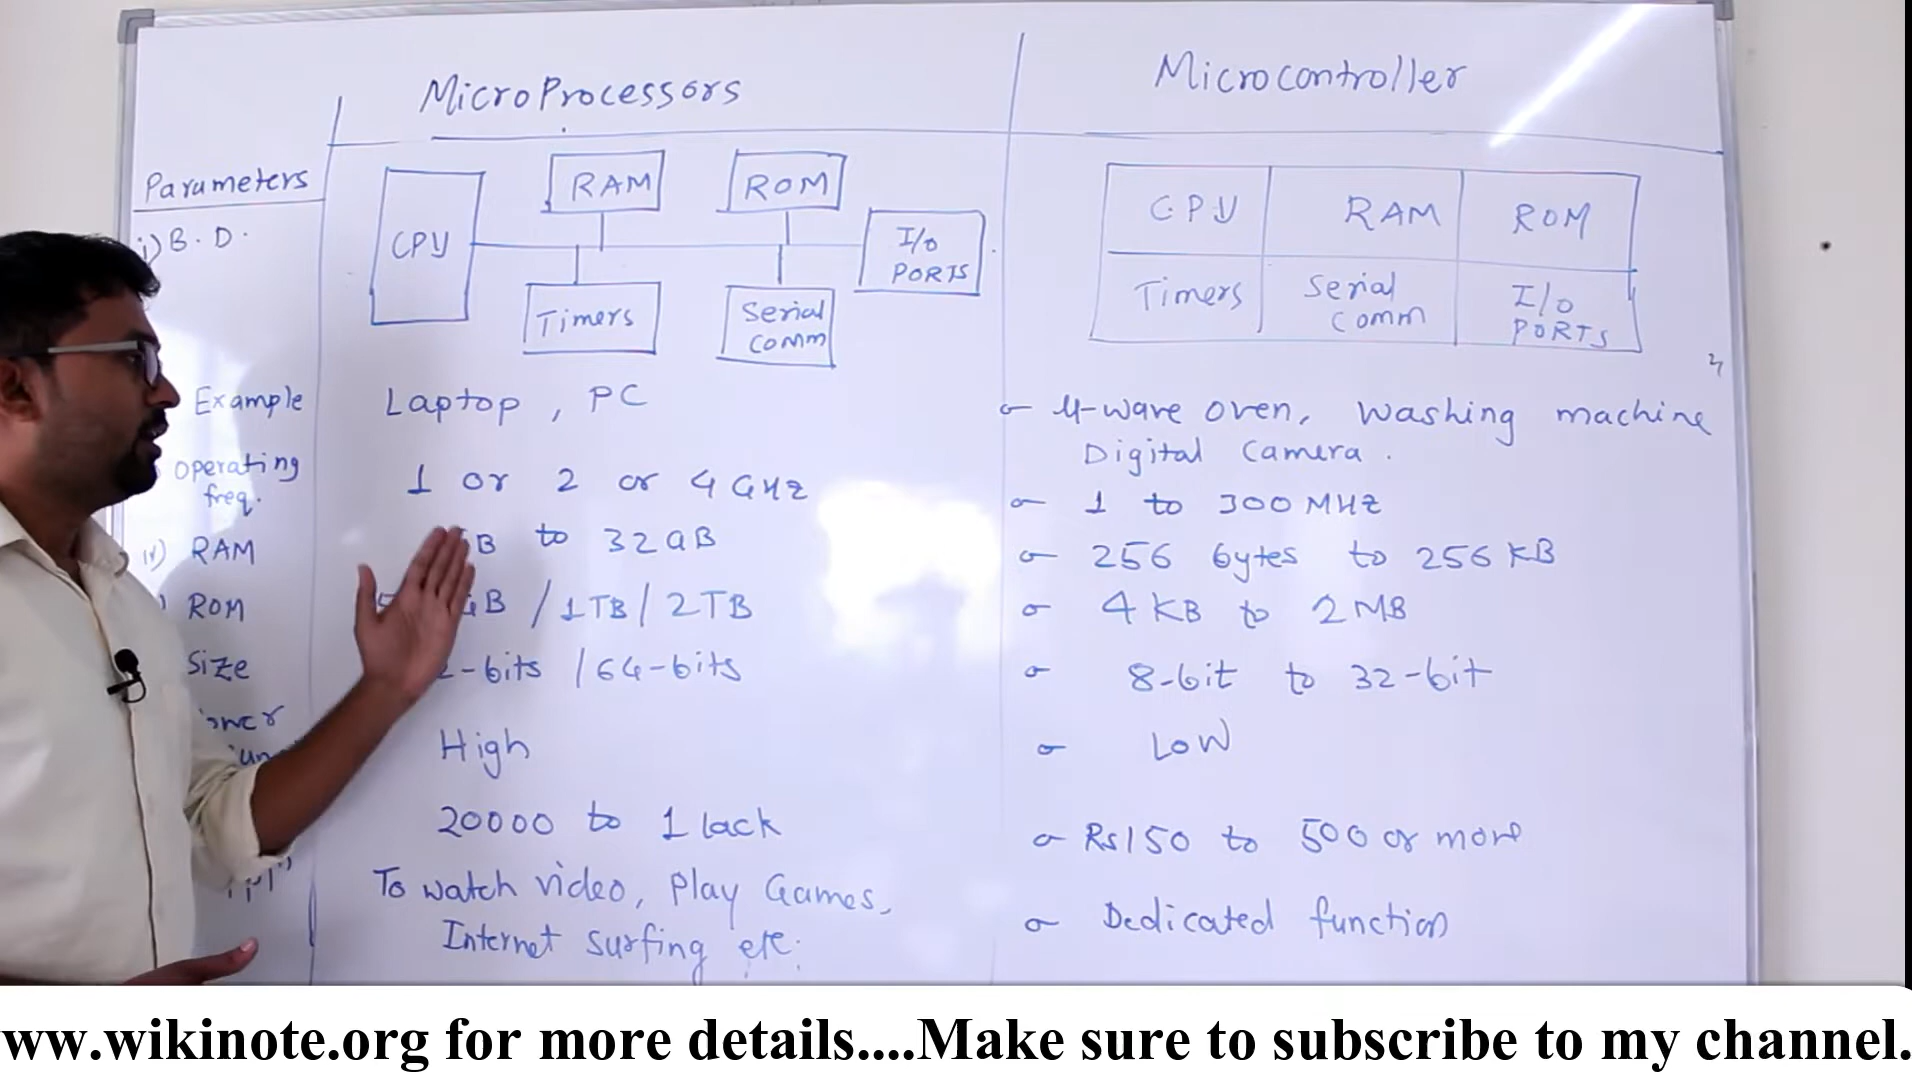 MicroProcessors
Microcontroller
Parameters
i) B. D.
CPU
RAM
ROM
I/O
PORTS
Timers
Serial
Comm
CPU RAM ROM
Timers Serial
Comm
I/O
PORTS
Example Laptop, PC
μ-wave oven, washing machine
Digital Camera.
operating
freq.
1 or 2 or 4 GHz
1 to 300 MHz
iv) RAM
to 32GB
256 bytes to 256 KB
ROM
GB / 1TB / 2TB
4 KB to 2 MB
Size
-bits / 64-bits
8-bit to 32-bit
High
Low
20000 to 1 lack
Rs150 to 500 or more
To watch video, Play Games,
Internet surfing etc.
Dedicated function
www.wikinote.org for more details....Make sure to subscribe to my channel.